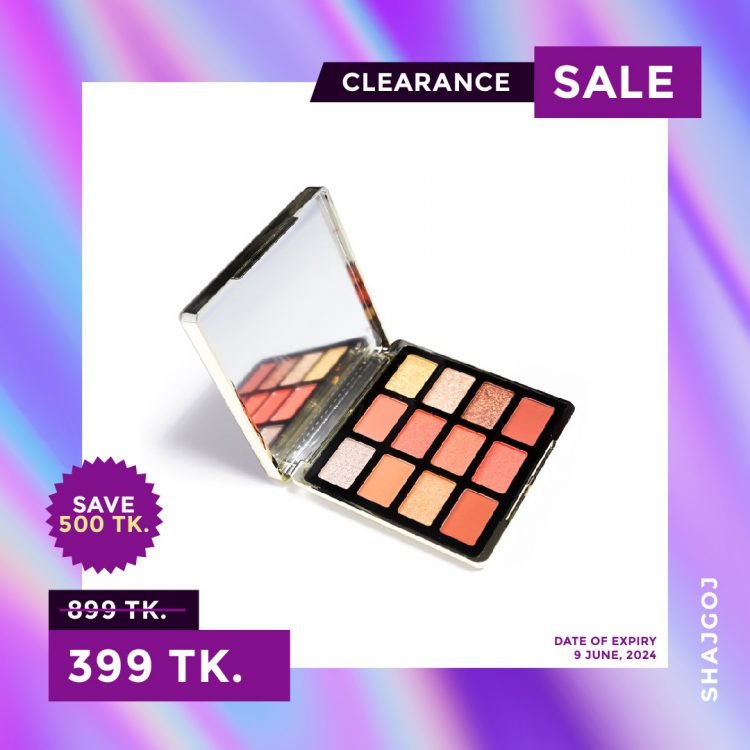 CLEARANCE SALE
SAVE
500 TK.
899 TK.
399 TK.
DATE OF EXPIRY
9 JUNE, 2024
SHAJGOJ